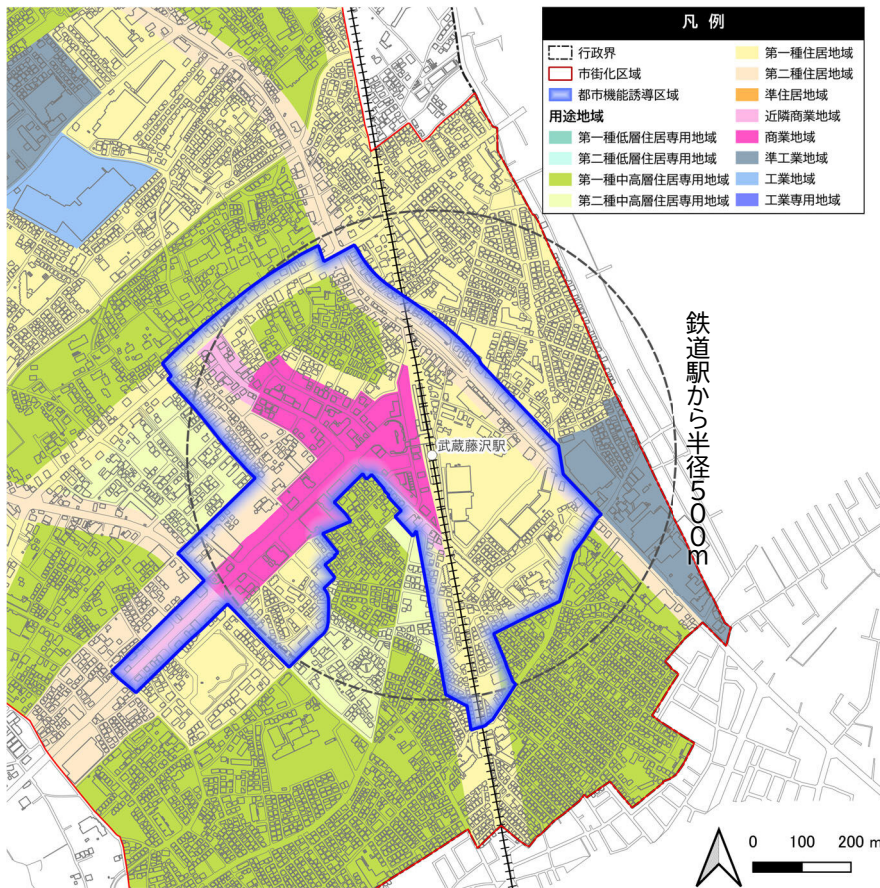 凡 例
行政界
市街化区域
都市機能誘導区域
用途地域
第一種低層住居専用地域
第二種低層住居専用地域
第一種中高層住居専用地域
第二種中高層住居専用地域
第一種住居地域
第二種住居地域
準住居地域
近隣商業地域
商業地域
準工業地域
工業地域
工業専用地域
鉄道駅から半径500m
武蔵藤沢駅
0 100 200 m